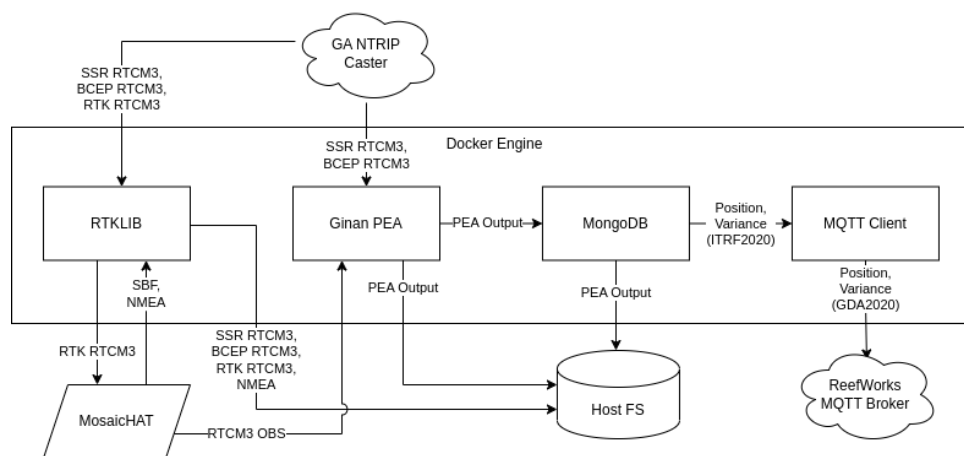 GA NTRIP
Caster
SSR RTCM3,
BCEP RTCM3,
RTK RTCM3
Docker Engine
SSR RTCM3,
BCEP RTCM3
RTKLIB
Ginan PEA
PEA Output
MongoDB
Position,
Variance
(ITRF2020)
MQTT Client
SBF,
NMEA
PEA Output
PEA Output
Position,
Variance
(GDA2020)
RTK RTCM3
SSR RTCM3,
BCEP RTCM3,
RTK RTCM3,
NMEA
MosaicHAT
RTCM3 OBS
Host FS
ReefWorks
MQTT Broker